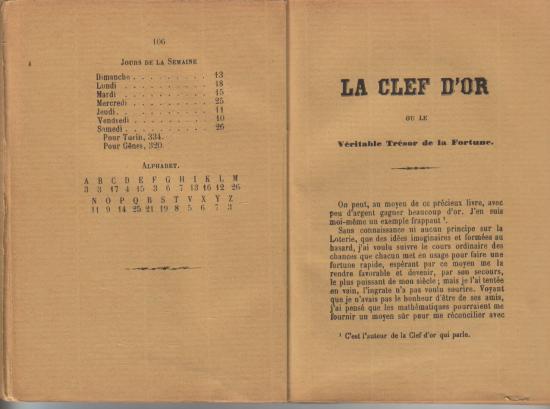 106
JOURS DE LA SEMAINE
Dimanche . . . . . . . . . 13
Lundi . . . . . . . . . 18
Mardi . . . . . . . . . 15
Mercredi . . . . . . . . . 25
Jeudi . . . . . . . . . 11
Vendredi . . . . . . . . . 10
Samedi . . . . . . . . . 26
Pour Turin, 334.
Pour Gênes, 320.
ALPHABET.
A B C D E F G H I K L M
3 3 17 4 15 3 6 7 13 16 12 26
N O P Q R S T V X Y Z
11 9 14 25 21 19 8 5 6 7 3
LA CLEF D'OR
OU LE
Véritable Trésor de la Fortune.
On peut, au moyen de ce précieux livre, avec
peu d'argent gagner beaucoup d'or. J'en suis
moi-même un exemple frappant ¹.
Sans connaissance ni aucun principe sur la
Loterie, que des idées imaginaires et formées au
hasard, j'ai voulu suivre le cours ordinaire des
chances que chacun met en usage pour faire une
fortune rapide, espérant par ce moyen me la
rendre favorable et devenir, par son secours,
le plus puissant de mon siècle ; mais je l'ai tentée
en vain, l'ingrate n'a pas voulu sourire. Voyant
que je n'avais pas le bonheur d'être de ses amis,
j'ai pensé que les mathématiques pourraient me
fournir un moyen sûr pour me réconcilier avec
¹ C'est l'auteur de la Clef d'or qui parle.